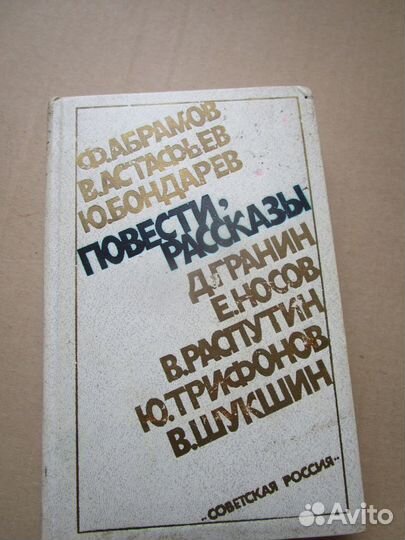 Ф.АБРАМОВ,
В.АСТАФЬЕВ
Ю.БОНДАРЕВ
ПОВЕСТИ,
РАССКАЗЫ
Д.ГРАНИН
Е.НОСОВ
В.РАСПУТИН
Ю.ТРИФОНОВ
В.ШУКШИН
„СОВЕТСКАЯ РОССИЯ„
Avito